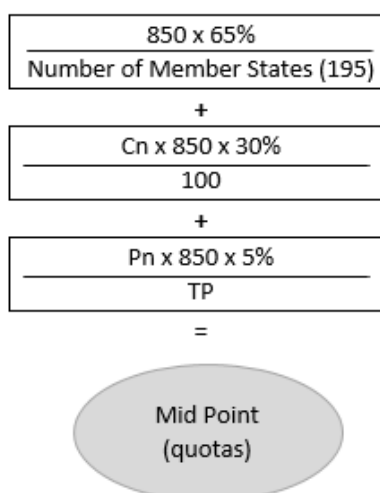 850 x 65%
Number of Member States (195)
+
Cn x 850 x 30%
100
+
Pn x 850 x 5%
TP
=
Mid Point
(quotas)